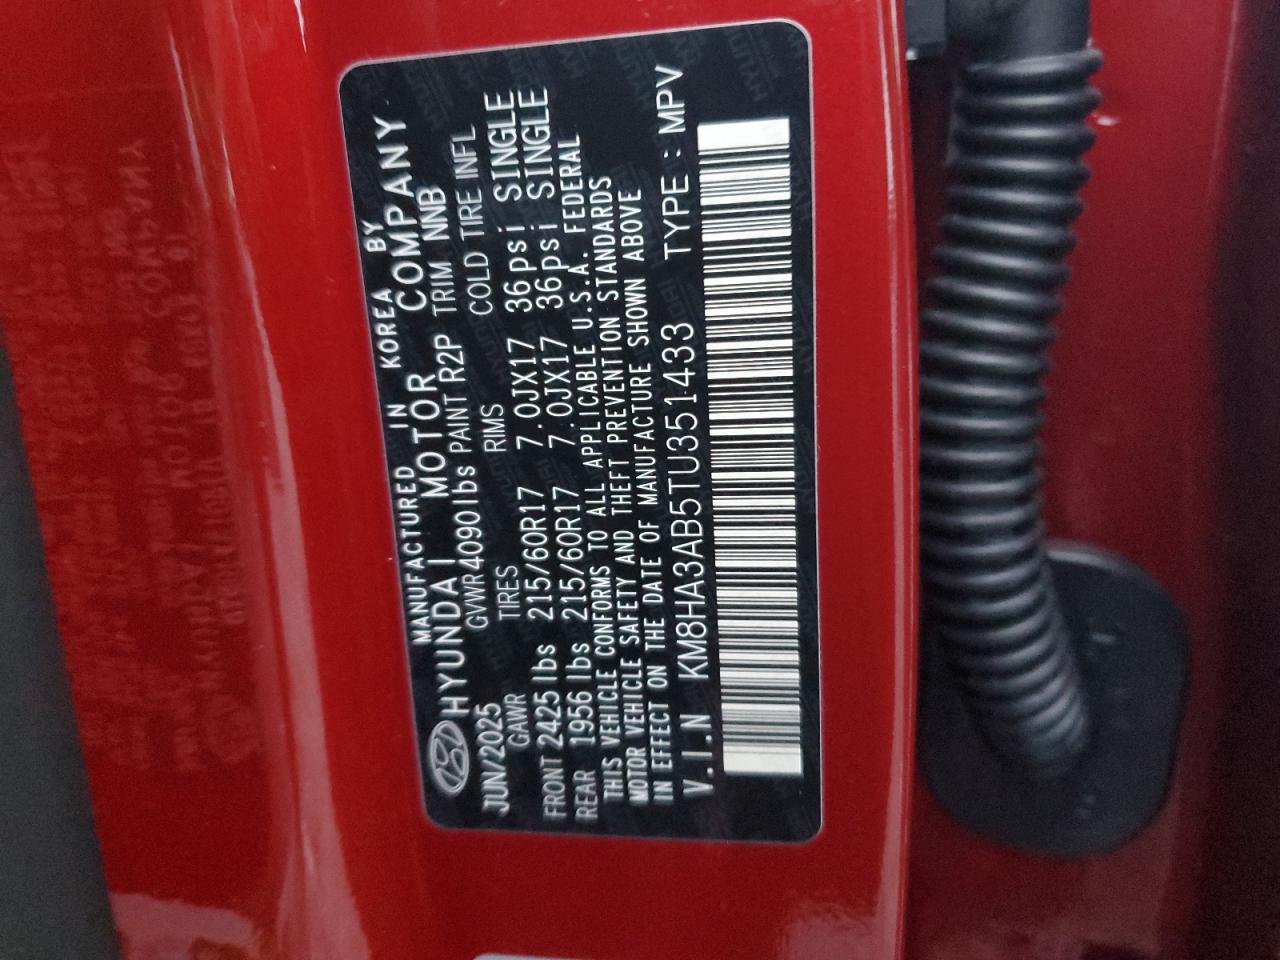 MANUFACTURED IN KOREA BY
HYUNDAI MOTOR COMPANY
JUN/2025 GVWR 4090lbs PAINT R2P TRIM NNB
GAWR TIRES RIMS COLD TIRE INFL
FRONT 2425lbs 215/60R17 7.0JX17 36psi SINGLE
REAR 1956lbs 215/60R17 7.0JX17 36psi SINGLE
THIS VEHICLE CONFORMS TO ALL APPLICABLE U.S.A. FEDERAL
MOTOR VEHICLE SAFETY AND THEFT PREVENTION STANDARDS
IN EFFECT ON THE DATE OF MANUFACTURE SHOWN ABOVE
V.I.N KM8HA3AB5TU351433 TYPE : MPV